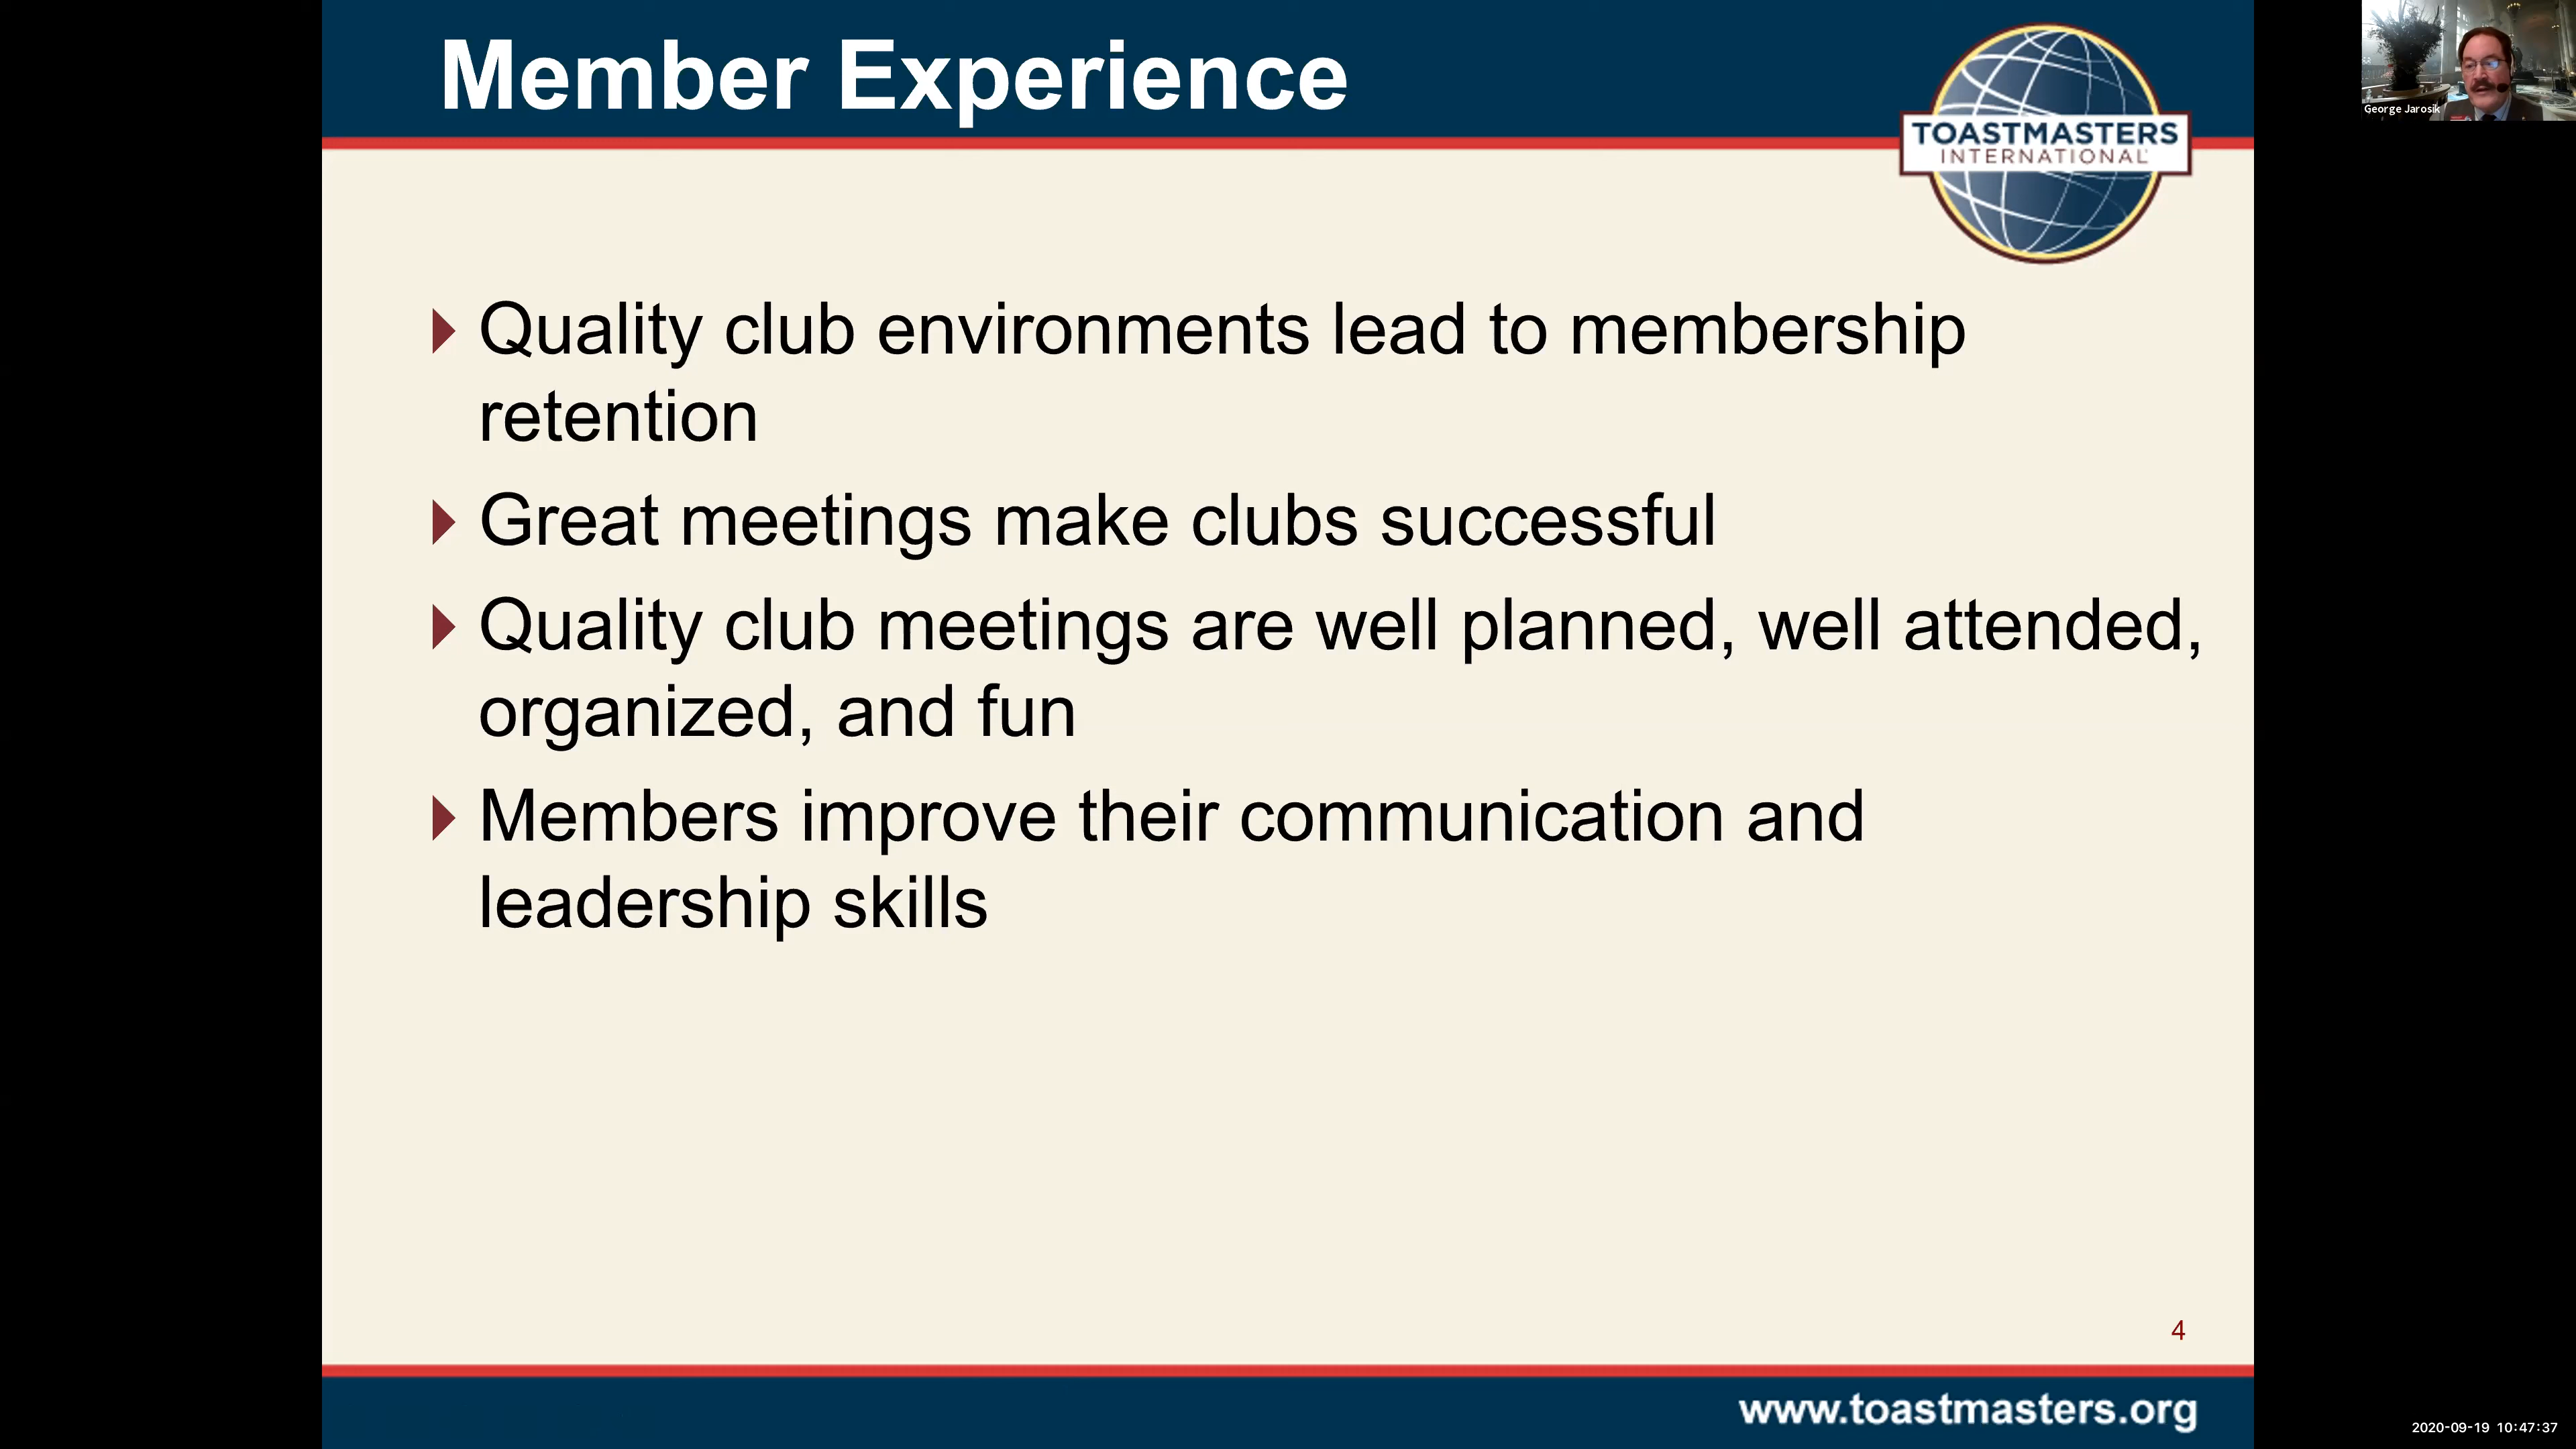 Member Experience
TOASTMASTERS
INTERNATIONAL
George Jarosik
Quality club environments lead to membership
retention
Great meetings make clubs successful
Quality club meetings are well planned, well attended,
organized, and fun
Members improve their communication and
leadership skills
4
www.toastmasters.org
2020-09-19 10:47:37